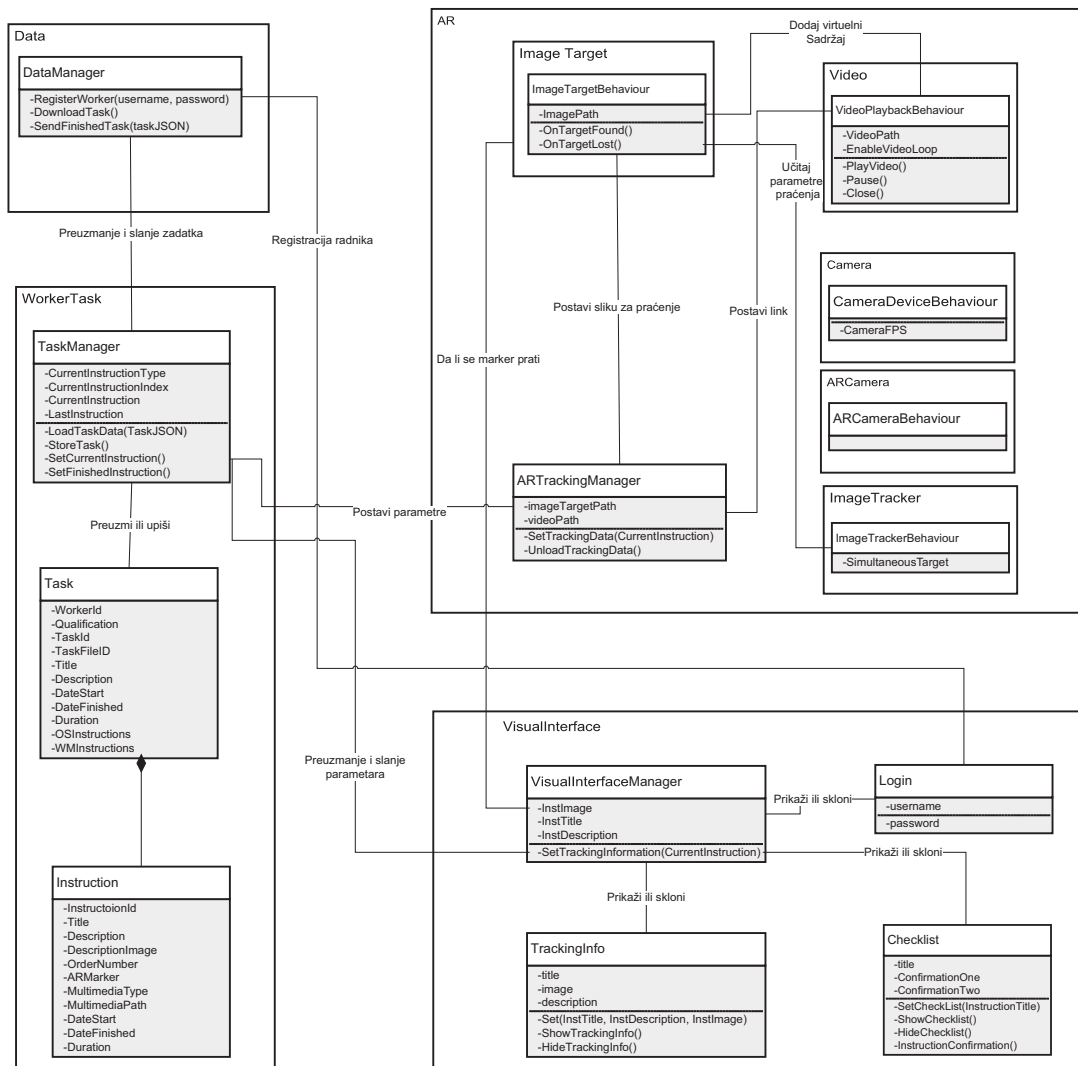 Data
DataManager
-RegisterWorker(username, password)
-DownloadTask()
-SendFinishedTask(taskJSON)
Preuzmanje i slanje zadatka
Registracija radnika
WorkerTask
TaskManager
-CurrentInstructionType
-CurrentInstructionIndex
-CurrentInstruction
-LastInstruction
-LoadTaskData(TaskJSON)
-StoreTask()
-SetCurrentInstruction()
-SetFinishedInstruction()
Preuzmi ili upiši
Task
-WorkerId
-Qualification
-TaskId
-TaskFileID
-Title
-Description
-DateStart
-DateFinished
-Duration
-OSInstructions
-WMInstructions
Instruction
-InstructoionId
-Title
-Description
-DescriptionImage
-OrderNumber
-ARMarker
-MultimediaType
-MultimediaPath
-DateStart
-DateFinished
-Duration
Postavi parametre
Preuzmanje i slanje
parametara
AR
Image Target
ImageTargetBehaviour
-ImagePath
-OnTargetFound()
-OnTargetLost()
Dodaj virtuelni
Sadržaj
Video
VideoPlaybackBehaviour
-VideoPath
-EnableVideoLoop
-PlayVideo()
-Pause()
-Close()
Učitaj
parametre
praćenja
Postavi sliku za praćenje
Postavi link
Da li se marker prati
Camera
CameraDeviceBehaviour
-CameraFPS
ARCamera
ARCameraBehaviour
ARTrackingManager
-imageTargetPath
-videoPath
-SetTrackingData(CurrentInstruction)
-UnloadTrackingData()
ImageTracker
ImageTrackerBehaviour
-SimultaneousTarget
VisualInterface
VisualInterfaceManager
-InstImage
-InstTitle
-InstDescription
-SetTrackingInformation(CurrentInstruction)
Prikaži ili skloni
Login
-username
-password
Prikaži ili skloni
Prikaži ili skloni
TrackingInfo
-title
-image
-description
-Set(InstTitle, InstDescription, InstImage)
-ShowTrackingInfo()
-HideTrackingInfo()
Checklist
-title
-ConfirmationOne
-ConfirmationTwo
-SetCheckList(InstructionTitle)
-ShowChecklist()
-HideChecklist()
-InstructionConfirmation()